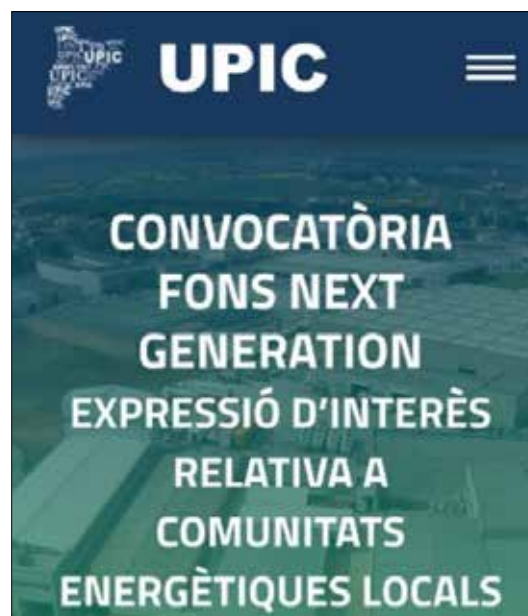 UPIC
CONVOCATÒRIA
FONS NEXT
GENERATION
EXPRESSIÓ D'INTERÈS
RELATIVA A
COMUNITATS
ENERGÈTIQUES LOCALS